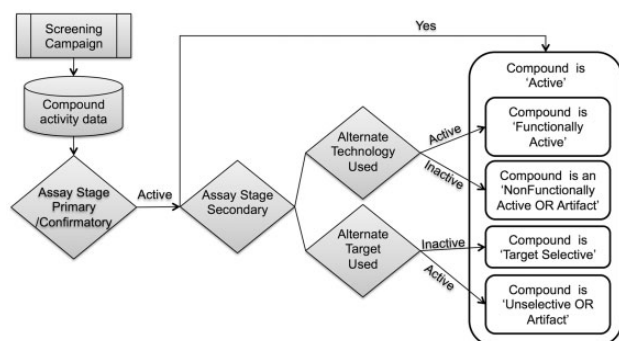 Screening
Campaign
Compound
activity data
Assay Stage
Primary
/Confirmatory
Active
Assay Stage
Secondary
Yes
Alternate
Technology
Used
Active
Inactive
Alternate
Target
Used
Inactive
Active
Compound is
‘Active’
Compound is
‘Functionally
Active’
Compound is an
‘NonFunctionally
Active OR Artifact’
Compound is
‘Target Selective’
Compound is
‘Unselective OR
Artifact’